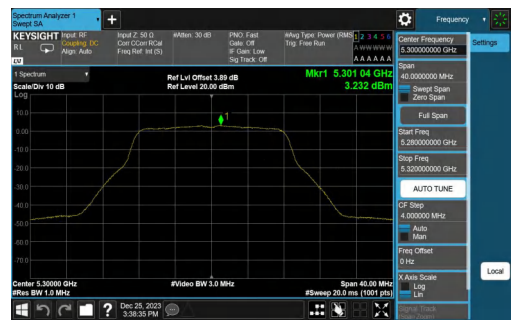 Spectrum Analyzer 1
Swept SA
+
Frequency
KEYSIGHT Input: RF Input Z: 50 Ω #Atten: 30 dB PNO: Fast #Avg Type: Power (RMS 1 2 3 4 5 6
R L Coupling: DC Corr CCorr RCal Gate: Off Trig: Free Run A W W W W W
Align: Auto Freq Ref: Int (S) IF Gain: Low A A A A A A
LXI Sig Track: Off
1 Spectrum
Ref Lvl Offset 3.89 dB Mkr1 5.301 04 GHz
Scale/Div 10 dB Ref Level 20.00 dBm 3.232 dBm
Log
1
10.0
0.00
-10.0
-20.0
-30.0
-40.0
-50.0
-60.0
-70.0
Center 5.30000 GHz #Video BW 3.0 MHz Span 40.00 MHz
#Res BW 1.0 MHz #Sweep 20.0 ms (1001 pts)
Dec 25, 2023
3:38:35 PM
?
Center Frequency
5.300000000 GHz
Settings
Span
40.0000000 MHz
Swept Span
Zero Span
Full Span
Start Freq
5.280000000 GHz
Stop Freq
5.320000000 GHz
AUTO TUNE
CF Step
4.000000 MHz
Auto
Man
Freq Offset
0 Hz
X Axis Scale
Log
Lin
Local
Signal Track